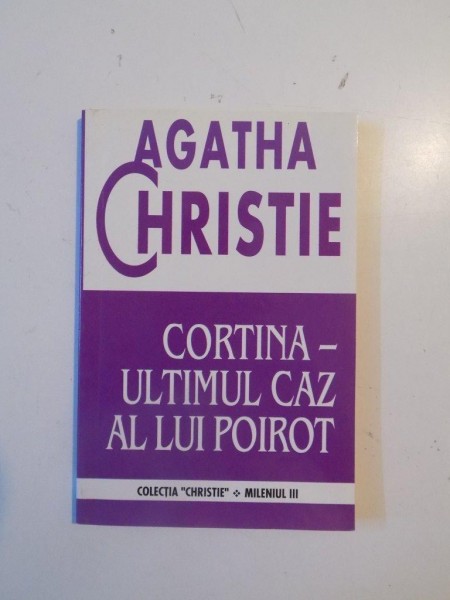 AGATHA
CHRISTIE
CORTINA –
ULTIMUL CAZ
AL LUI POIROT
COLECȚIA "CHRISTIE" ❖ MILENIUL III